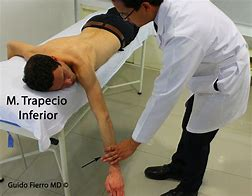 M. Trapecio
Inferior
Guido Fierro MD ©